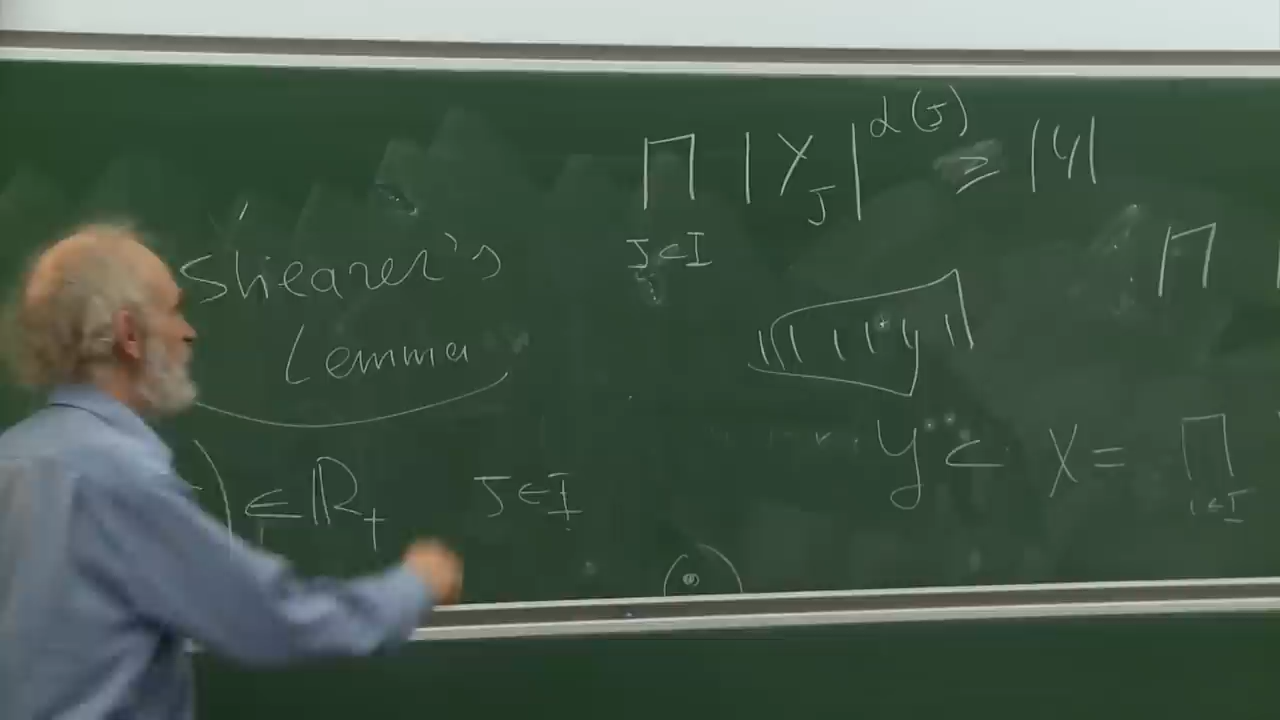 ∏ |Y_J|^{α(J)} ≥ |Y|
J⊂I
Shearer's
Lemma
∏
) ∈ ℝ₊ J∈I
Y ⊂ X = ∏
i∈I